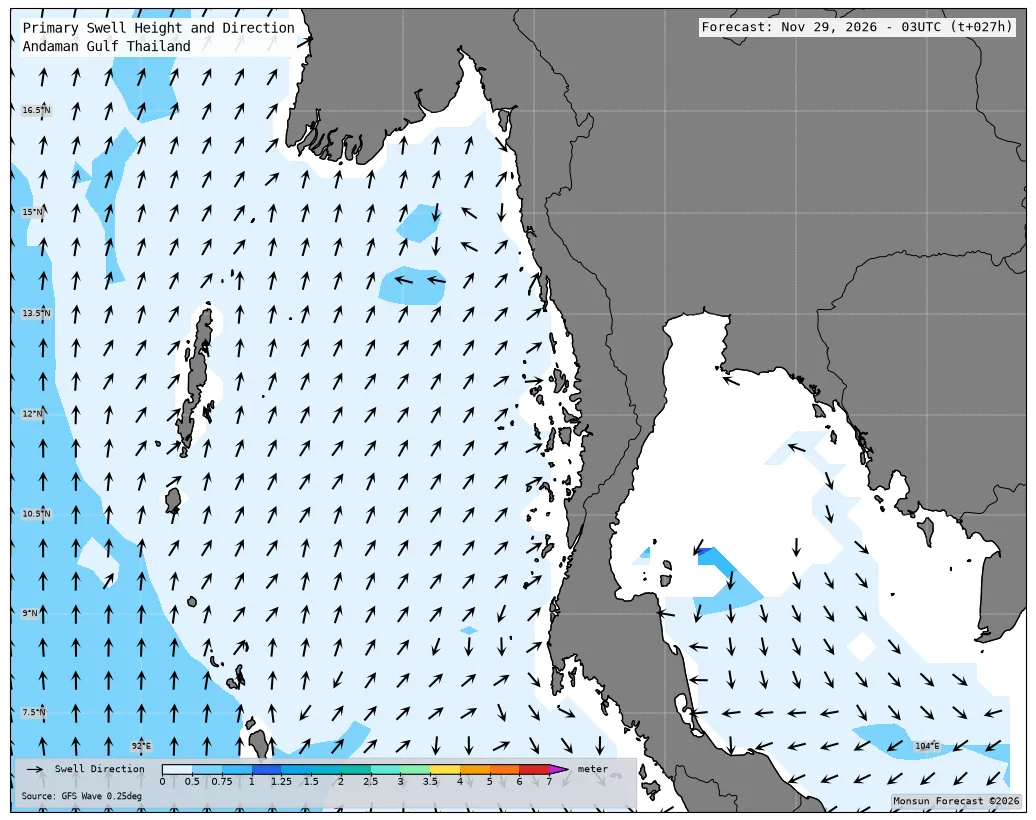 Primary Swell Height and Direction
Andaman Gulf Thailand
Forecast: Nov 29, 2026 - 03UTC (t+027h)
16.5°N
15°N
13.5°N
12°N
10.5°N
9°N
7.5°N
92°E
104°E
Swell Direction
meter
0 0.5 0.75 1 1.25 1.5 2 2.5 3 3.5 4 5 6 7
Source: GFS Wave 0.25deg
Monsun Forecast ©2026